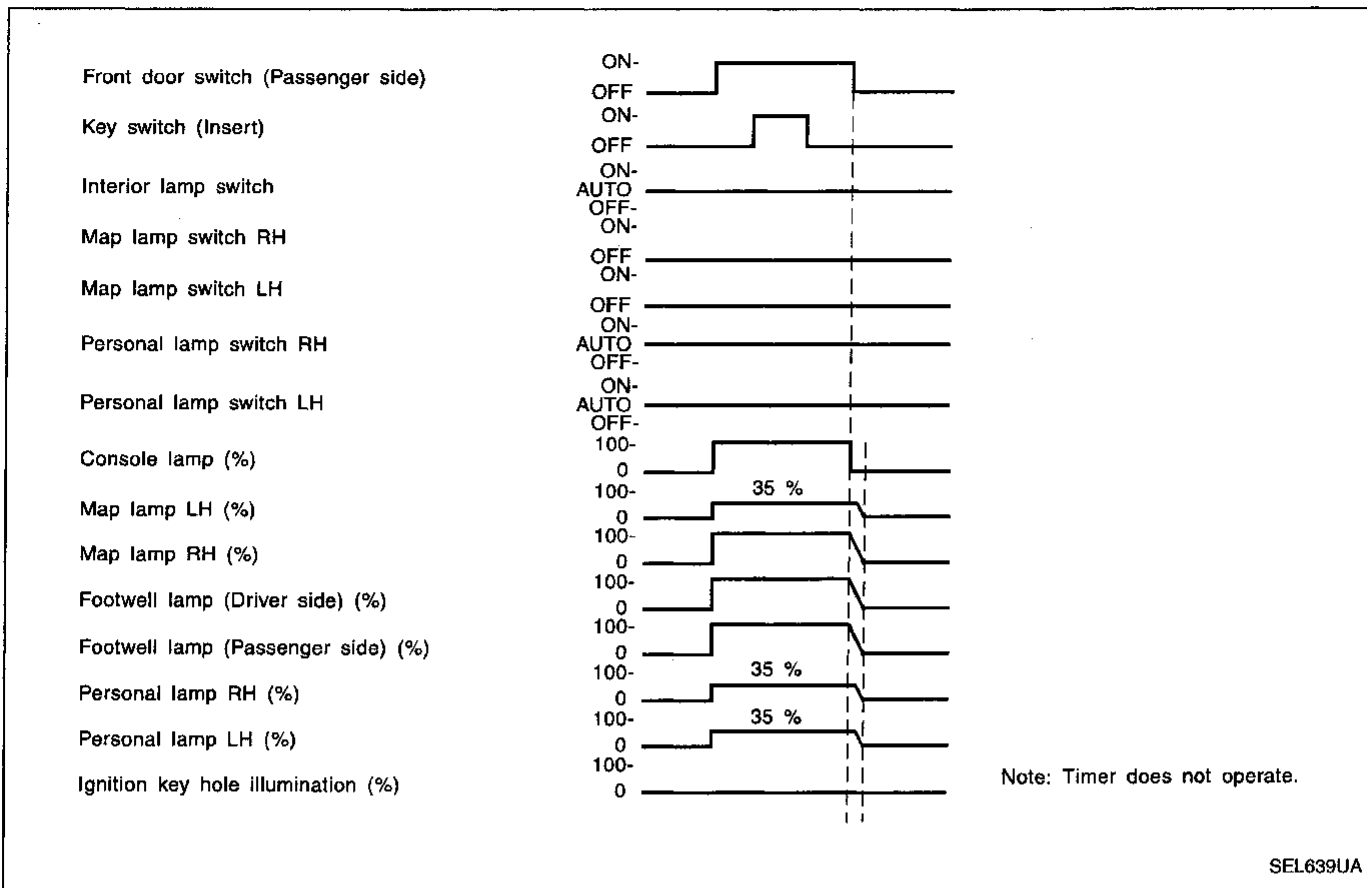 Front door switch (Passenger side)
ON-
OFF
Key switch (Insert)
ON-
OFF
Interior lamp switch
ON-
AUTO
OFF-
Map lamp switch RH
ON-
OFF
Map lamp switch LH
ON-
OFF
Personal lamp switch RH
ON-
AUTO
OFF-
Personal lamp switch LH
ON-
AUTO
OFF-
Console lamp (%)
100-
0
Map lamp LH (%)
100-
0
35 %
Map lamp RH (%)
100-
0
Footwell lamp (Driver side) (%)
100-
0
Footwell lamp (Passenger side) (%)
100-
0
Personal lamp RH (%)
100-
0
35 %
Personal lamp LH (%)
100-
0
35 %
Ignition key hole illumination (%)
100-
0
Note: Timer does not operate.
SEL639UA